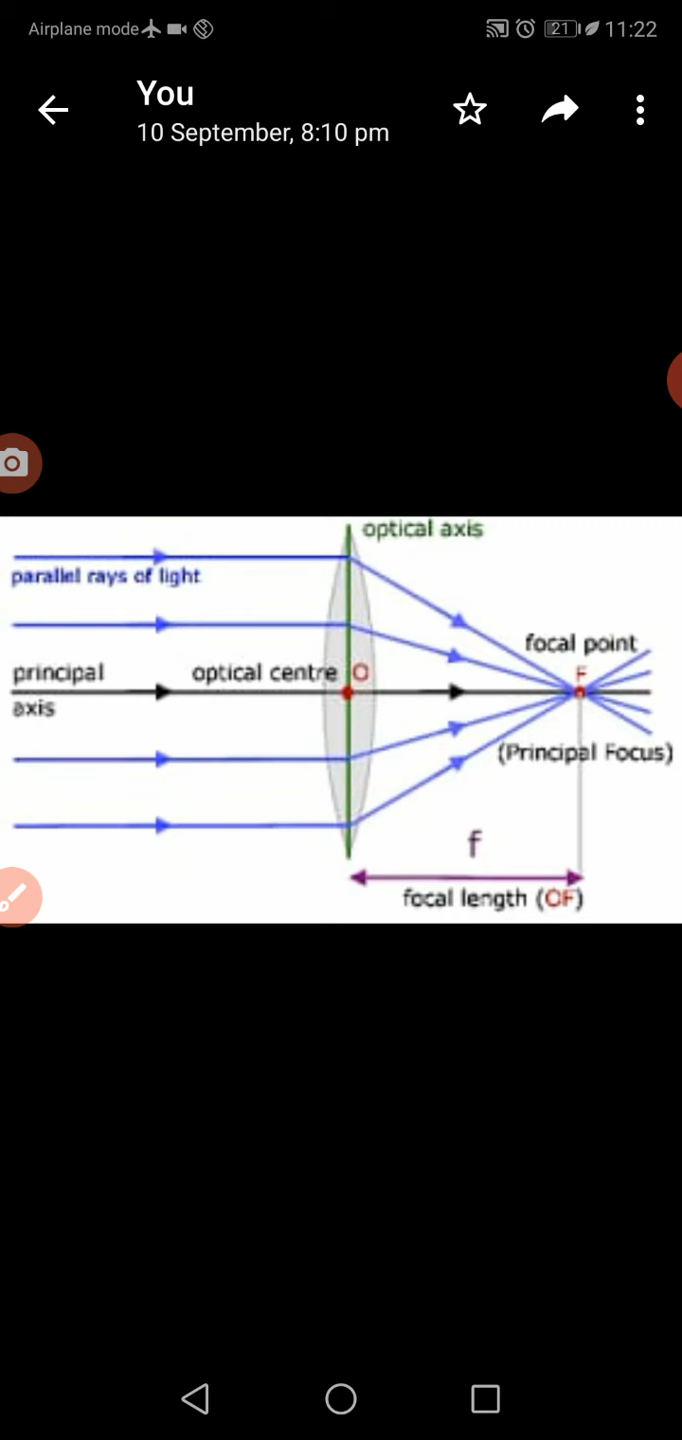 Airplane mode 21 11:22
You
10 September, 8:10 pm
optical axis
parallel rays of light
focal point
principal optical centre O F
axis
(Principal Focus)
f
focal length (OF)